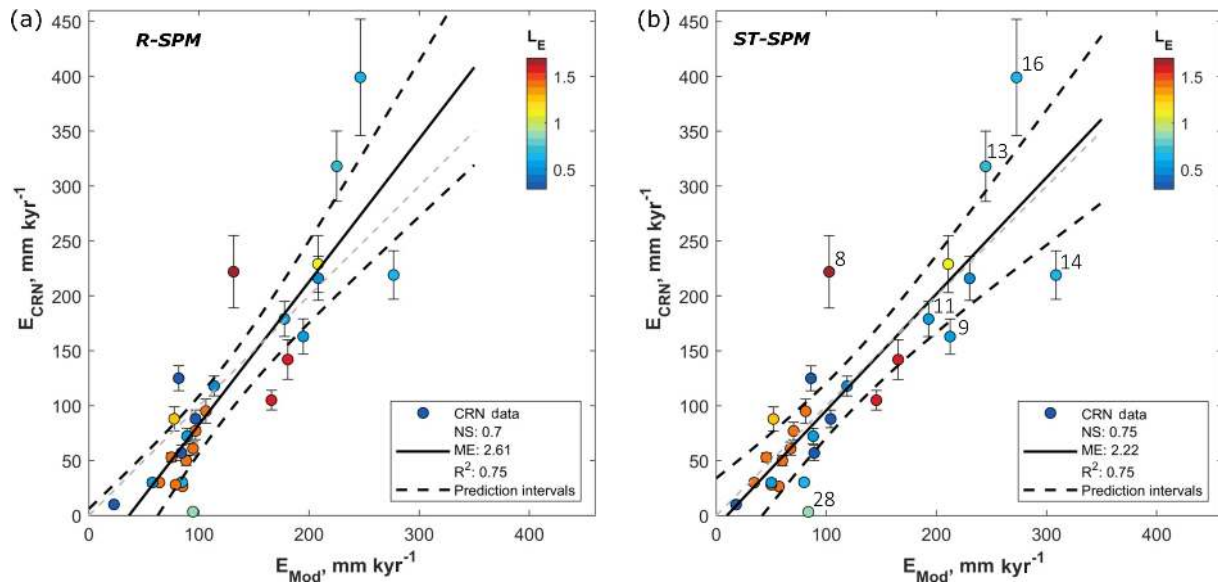 (a)
R-SPM
L_E
1.5
1
0.5
450
400
350
300
250
200
150
100
50
0
E_CRN, mm kyr⁻¹
CRN data
NS: 0.7
ME: 2.61
R²: 0.75
Prediction intervals
0 100 200 300 400
E_Mod, mm kyr⁻¹
(b)
ST-SPM
L_E
1.5
1
0.5
450
400
350
300
250
200
150
100
50
0
E_CRN, mm kyr⁻¹
16
13
8
14
11
9
28
CRN data
NS: 0.75
ME: 2.22
R²: 0.75
Prediction intervals
0 100 200 300 400
E_Mod, mm kyr⁻¹